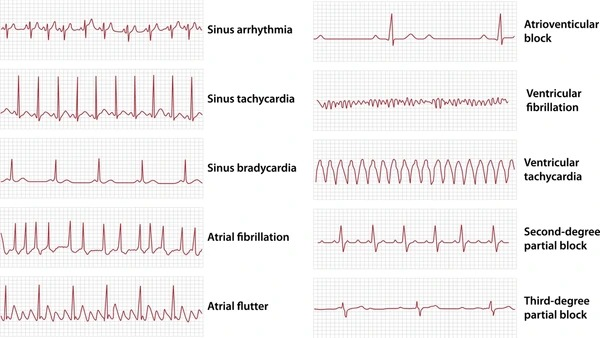 Sinus arrhythmia
Sinus tachycardia
Sinus bradycardia
Atrial fibrillation
Atrial flutter
Atrioventicular
block
Ventricular
fibrillation
Ventricular
tachycardia
Second-degree
partial block
Third-degree
partial block